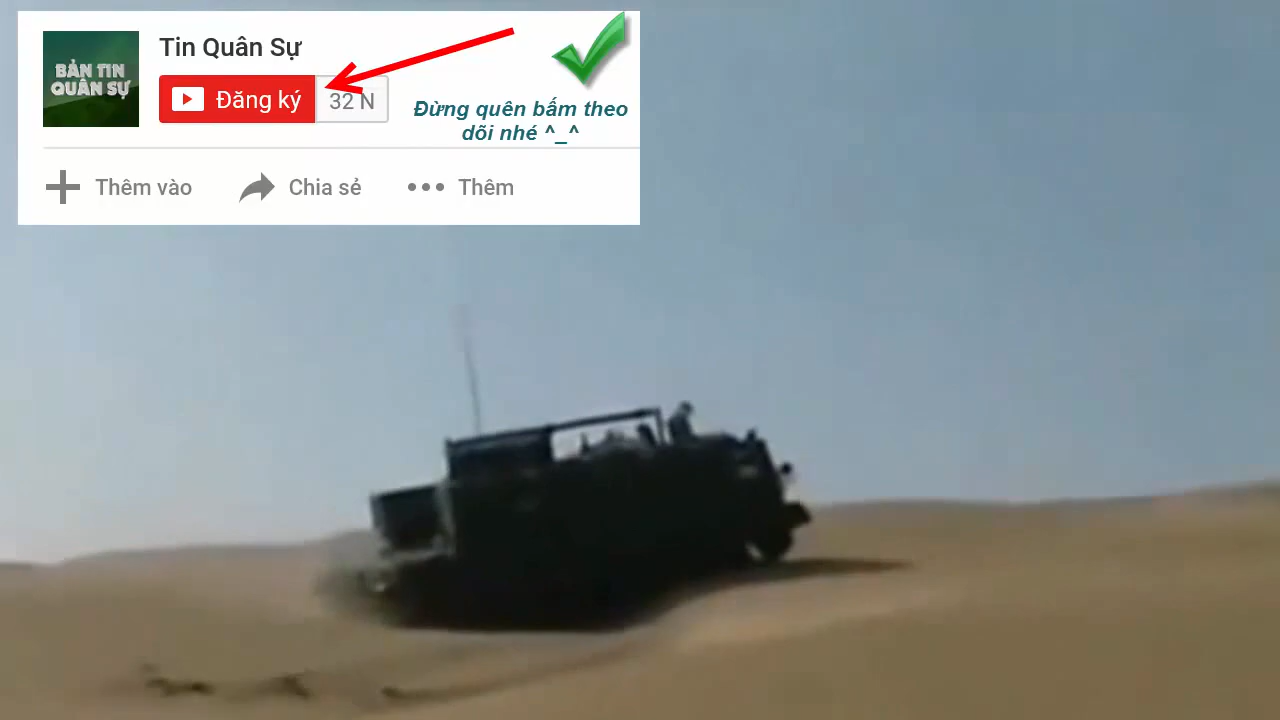 BẢN TIN
QUÂN SỰ
Tin Quân Sự
Đăng ký
32 N
Đừng quên bấm theo
dõi nhé ^_^
Thêm vào
Chia sẻ
Thêm